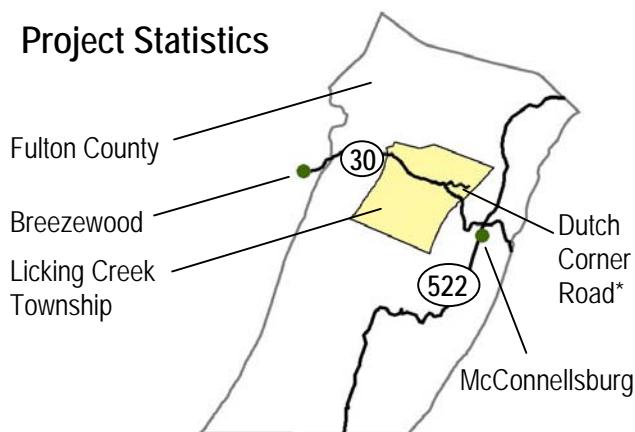 Project Statistics
Fulton County
30
Breezewood
Licking Creek
Township
Dutch
Corner
Road*
522
McConnellsburg